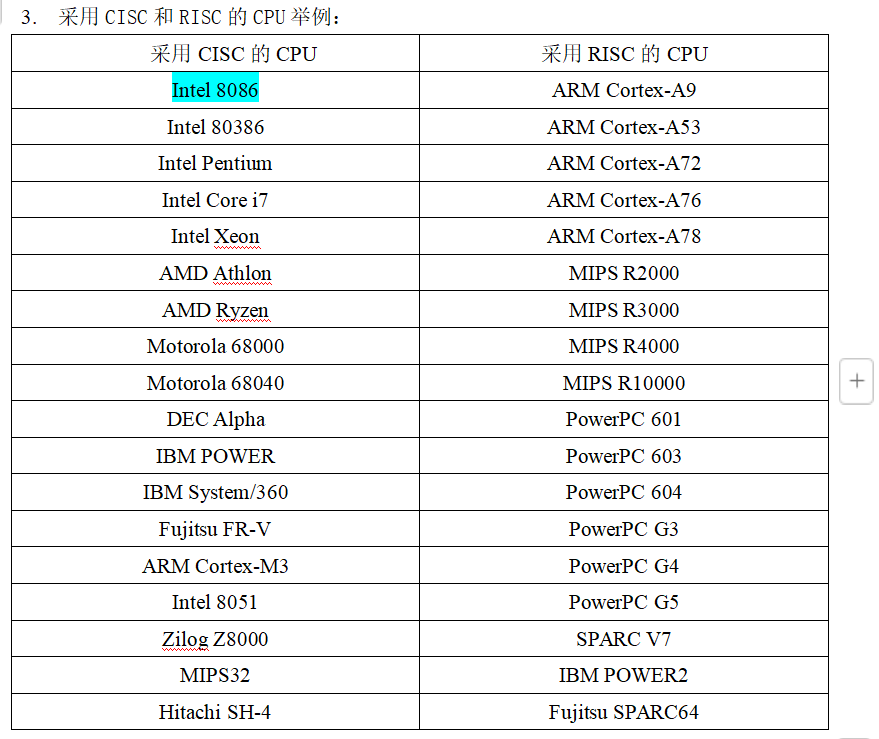 3. 采用 CISC 和 RISC 的 CPU 举例：
采用 CISC 的 CPU 采用 RISC 的 CPU
Intel 8086 ARM Cortex-A9
Intel 80386 ARM Cortex-A53
Intel Pentium ARM Cortex-A72
Intel Core i7 ARM Cortex-A76
Intel Xeon ARM Cortex-A78
AMD Athlon MIPS R2000
AMD Ryzen MIPS R3000
Motorola 68000 MIPS R4000
Motorola 68040 MIPS R10000
DEC Alpha PowerPC 601
IBM POWER PowerPC 603
IBM System/360 PowerPC 604
Fujitsu FR-V PowerPC G3
ARM Cortex-M3 PowerPC G4
Intel 8051 PowerPC G5
Zilog Z8000 SPARC V7
MIPS32 IBM POWER2
Hitachi SH-4 Fujitsu SPARC64